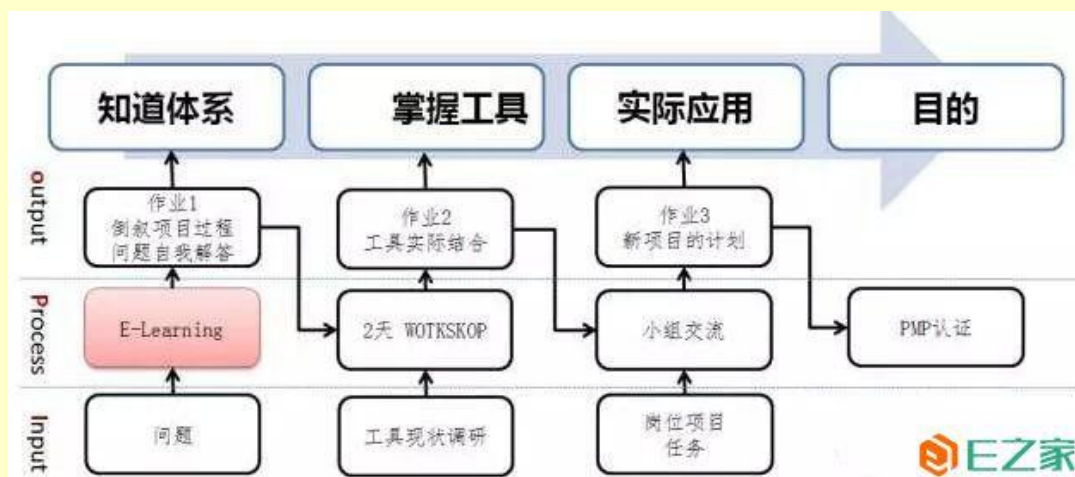 知道体系
掌握工具
实际应用
目的
output
作业1
倒叙项目过程
问题自我解答
作业2
工具实际结合
作业3
新项目的计划
Process
E-Learning
2天 WOTKSKOP
小组交流
PMP认证
Input
问题
工具现状调研
岗位项目
任务
E之家